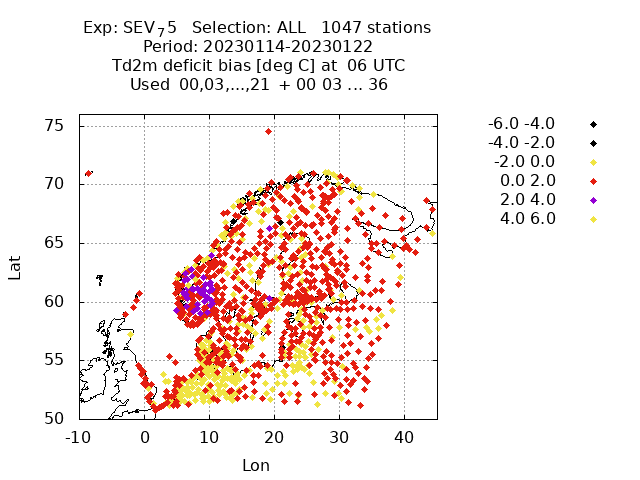 Exp: SEV_75   Selection: ALL   1047 stations
Period: 20230114-20230122
Td2m deficit bias [deg C] at  06 UTC
Used  00,03,...,21  + 00 03 ... 36
-6.0 -4.0
-4.0 -2.0
-2.0 0.0
0.0 2.0
2.0 4.0
4.0 6.0
75
70
65
60
55
50
Lat
-10 0 10 20 30 40
Lon